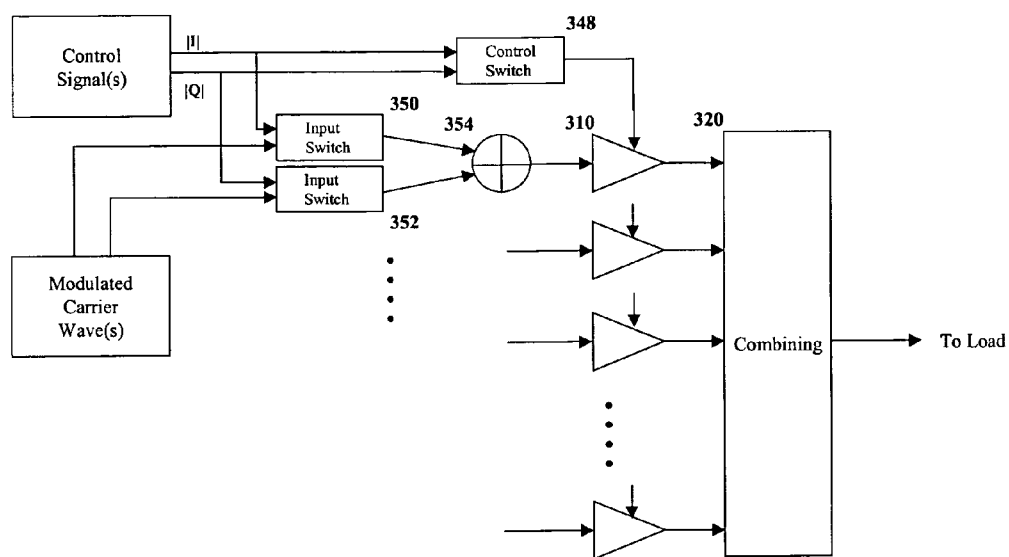 Control
Signal(s)
|I|
|Q|
348
Control
Switch
350
Input
Switch
354
310
320
Input
Switch
352
Modulated
Carrier
Wave(s)
Combining
To Load